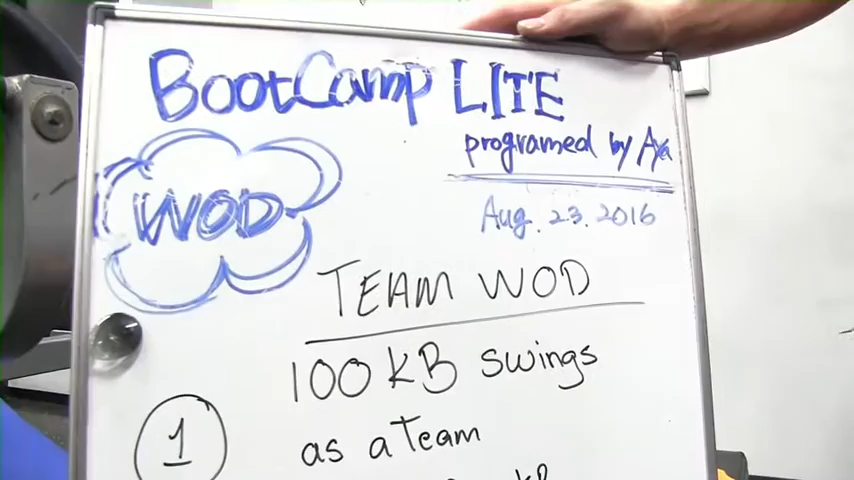 BootCamp LITE
programed by Aya
WOD
Aug. 23. 2016
TEAM WOD
100 KB swings
1 as a Team